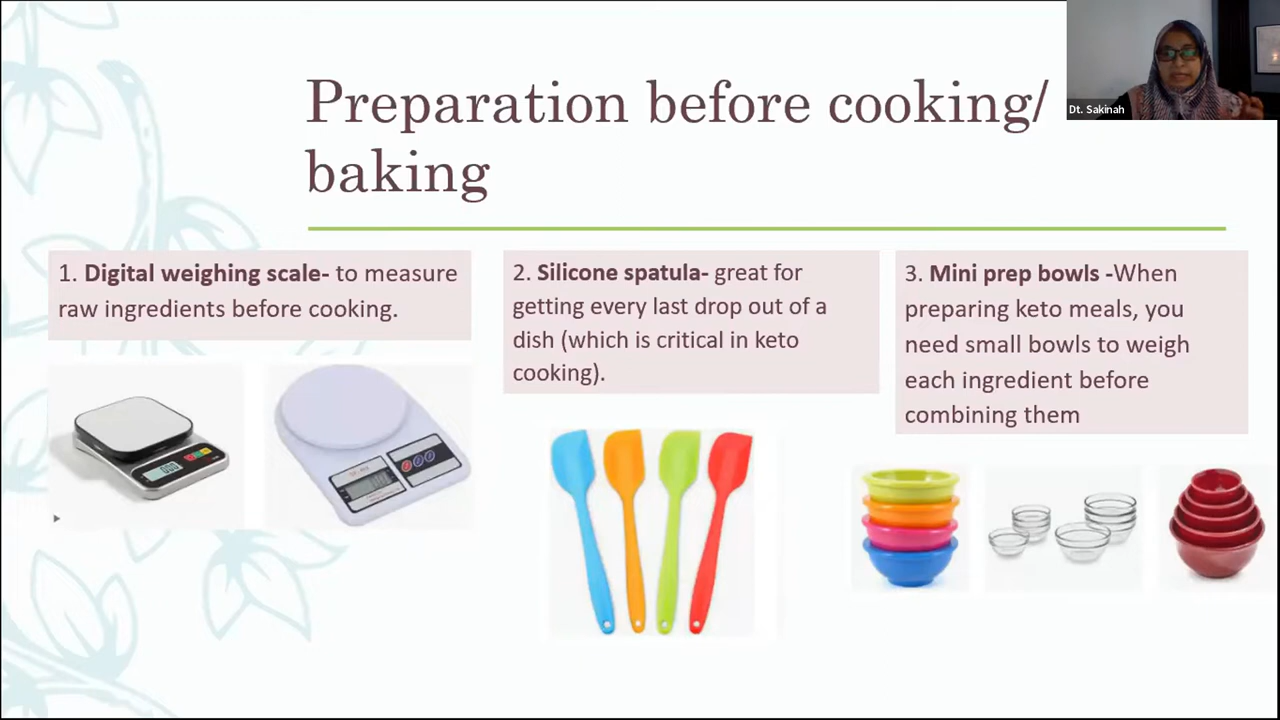 Preparation before cooking/
baking
Dt. Sakinah
1. Digital weighing scale- to measure
raw ingredients before cooking.
2. Silicone spatula- great for
getting every last drop out of a
dish (which is critical in keto
cooking).
3. Mini prep bowls -When
preparing keto meals, you
need small bowls to weigh
each ingredient before
combining them